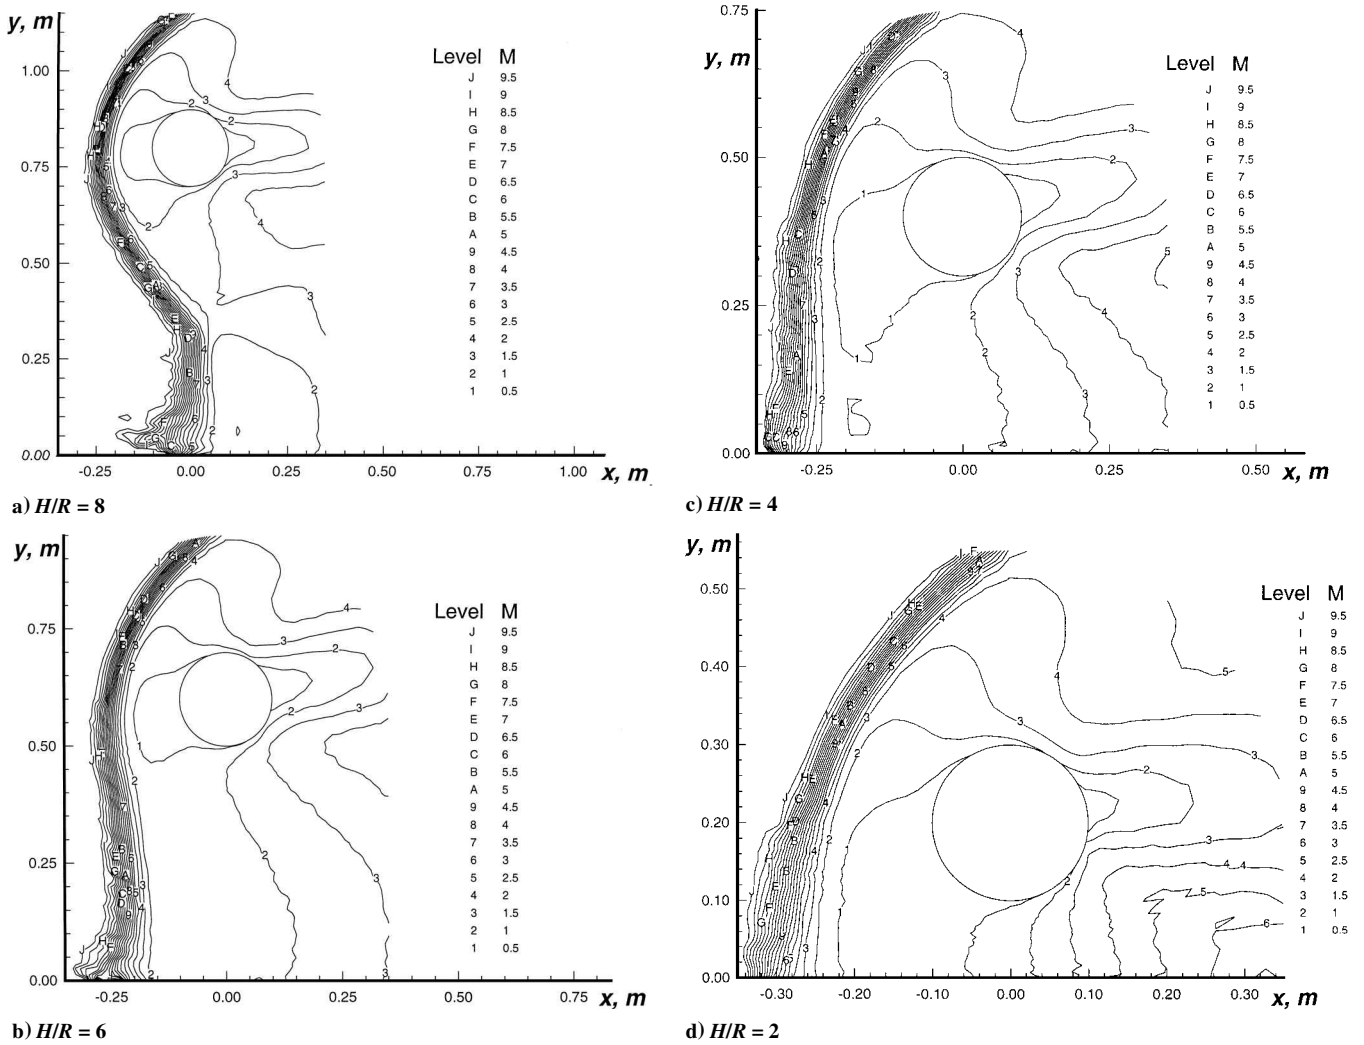 y, m
1.00
0.75
0.50
0.25
0.00
-0.25 0.00 0.25 0.50 0.75 1.00
x, m
Level M
J 9.5
I 9
H 8.5
G 8
F 7.5
E 7
D 6.5
C 6
B 5.5
A 5
9 4.5
8 4
7 3.5
6 3
5 2.5
4 2
3 1.5
2 1
1 0.5
a) H/R = 8
y, m
0.75
0.50
0.25
0.00
-0.25 0.00 0.25 0.50 0.75
x, m
Level M
J 9.5
I 9
H 8.5
G 8
F 7.5
E 7
D 6.5
C 6
B 5.5
A 5
9 4.5
8 4
7 3.5
6 3
5 2.5
4 2
3 1.5
2 1
1 0.5
b) H/R = 6
0.75
y, m
0.50
0.25
0.00
-0.25 0.00 0.25 0.50
x, m
Level M
J 9.5
I 9
H 8.5
G 8
F 7.5
E 7
D 6.5
C 6
B 5.5
A 5
9 4.5
8 4
7 3.5
6 3
5 2.5
4 2
3 1.5
2 1
1 0.5
c) H/R = 4
y, m
0.50
0.40
0.30
0.20
0.10
0.00
-0.30 -0.20 -0.10 0.00 0.10 0.20 0.30
x, m
Level M
J 9.5
I 9
H 8.5
G 8
F 7.5
E 7
D 6.5
C 6
B 5.5
A 5
9 4.5
8 4
7 3.5
6 3
5 2.5
4 2
3 1.5
2 1
1 0.5
d) H/R = 2